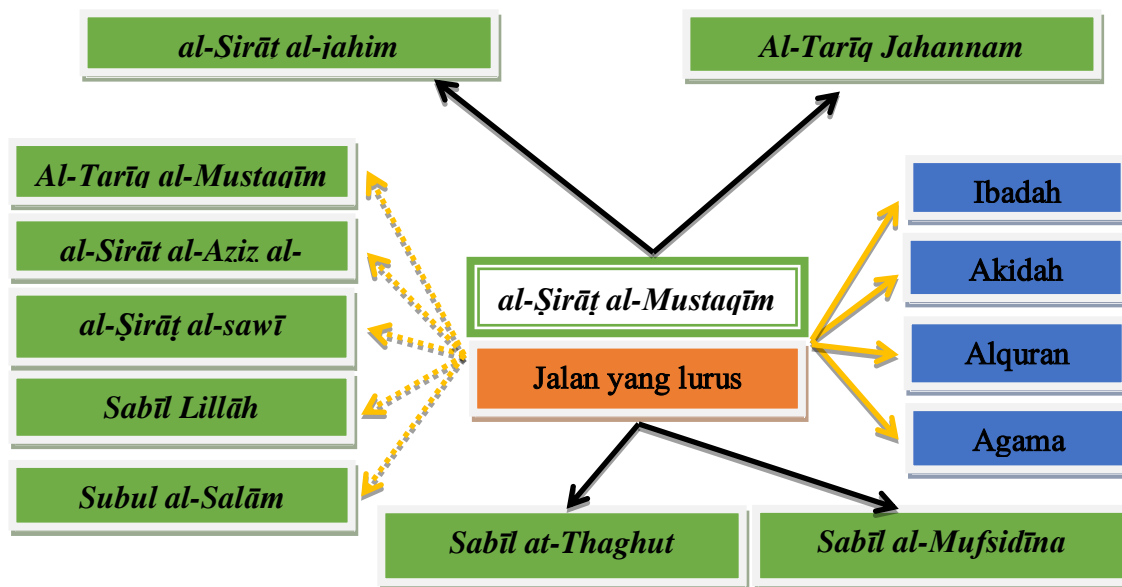 al-Ṣirāṭ al-jahim
Al-Tarīq Jahannam
Al-Tarīq al-Mustaqīm
al-Sirāt al-Aziz al-
al-Ṣirāṭ al-sawī
Sabīl Lillāh
Subul al-Salām
al-Ṣirāṭ al-Mustaqīm
Jalan yang lurus
Ibadah
Akidah
Alquran
Agama
Sabīl at-Thaghut
Sabīl al-Mufsidīna